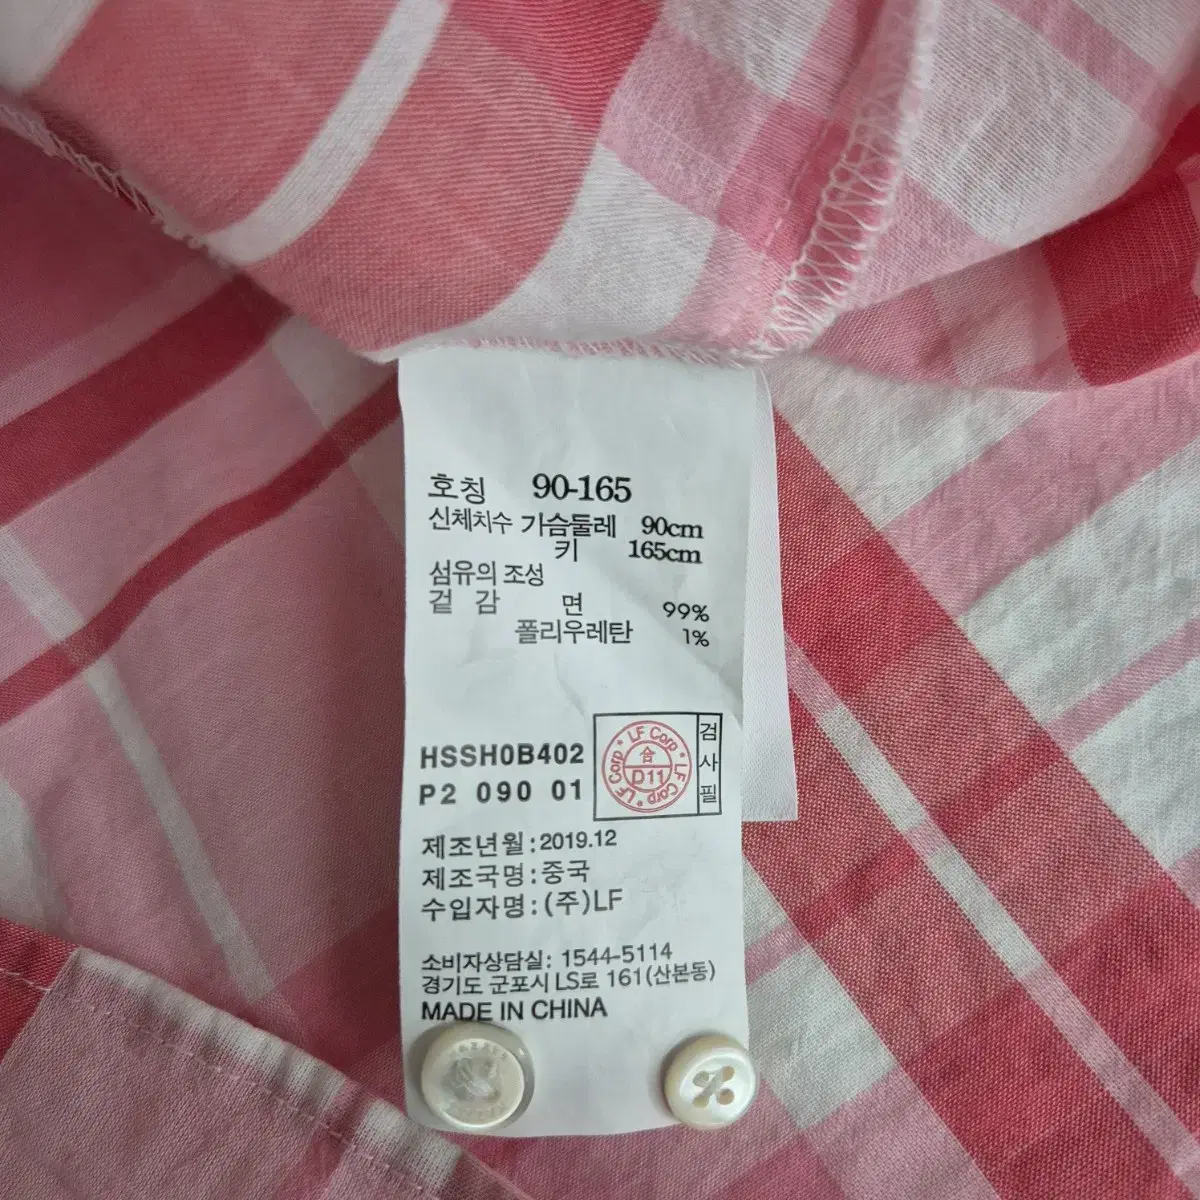 호칭 90-165
신체치수 가슴둘레 90cm
키 165cm
섬유의 조성
겉 감 면 99%
폴리우레탄 1%
HSSH0B402
P2 090 01
LF Corp LF Corp LF Corp
合
D11
검사필
제조년월:2019.12
제조국명:중국
수입자명:(주)LF
소비자상담실: 1544-5114
경기도 군포시 LS로 161(산본동)
MADE IN CHINA